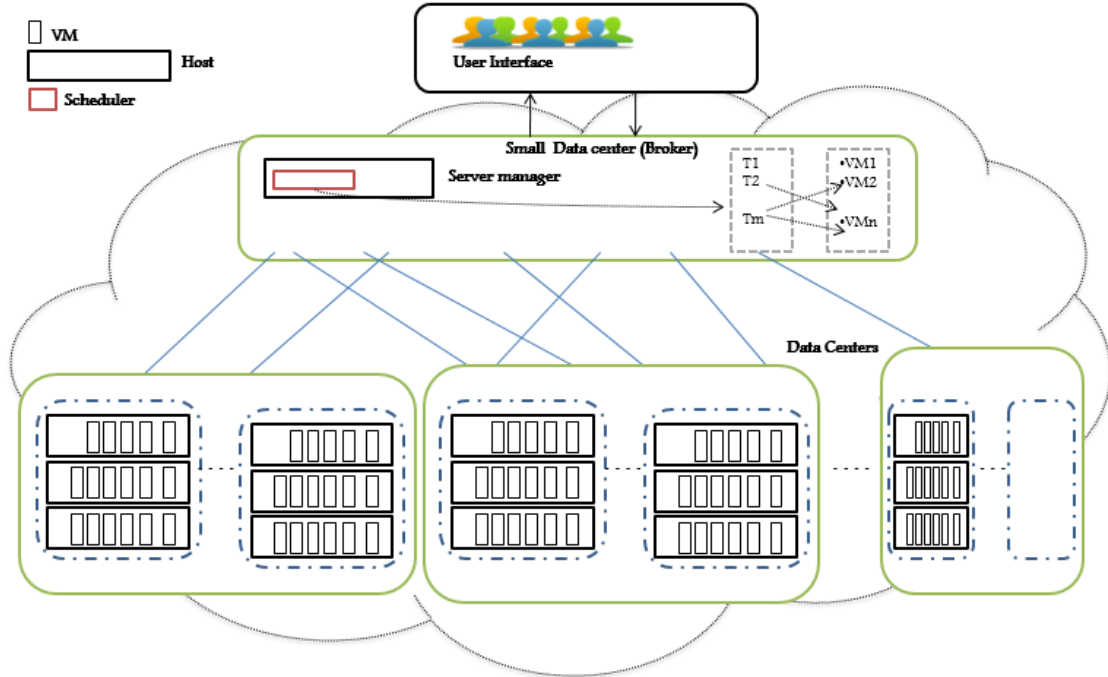 VM
Host
Scheduler
User Interface
Small Data center (Broker)
Server manager
T1
T2
Tm
•VM1
•VM2
•VMn
Data Centers